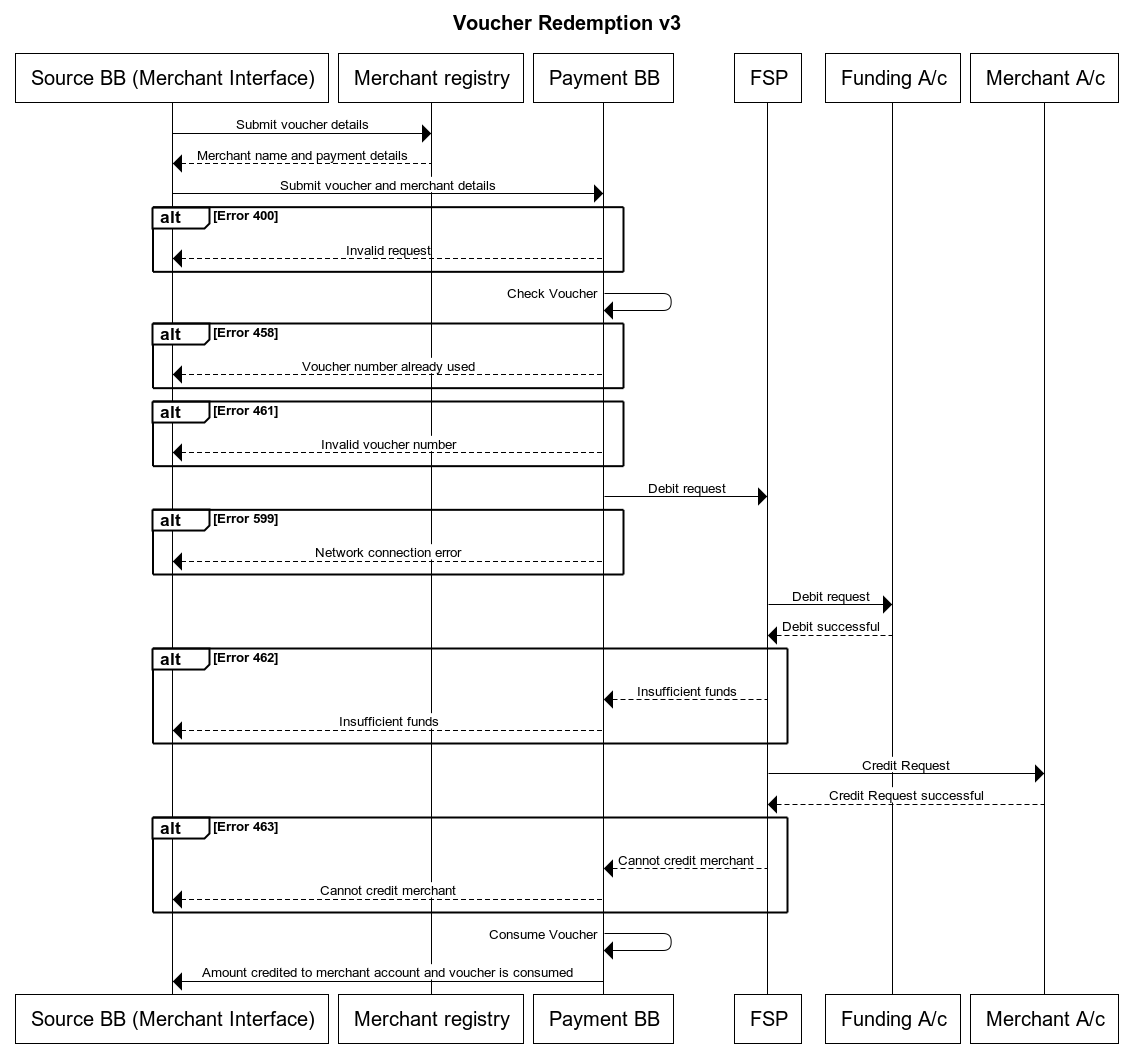 Voucher Redemption v3
Source BB (Merchant Interface)
Merchant registry
Payment BB
FSP
Funding A/c
Merchant A/c
Submit voucher details
Merchant name and payment details
Submit voucher and merchant details
alt [Error 400]
Invalid request
Check Voucher
alt [Error 458]
Voucher number already used
alt [Error 461]
Invalid voucher number
Debit request
alt [Error 599]
Network connection error
Debit request
Debit successful
alt [Error 462]
Insufficient funds
Insufficient funds
Credit Request
Credit Request successful
alt [Error 463]
Cannot credit merchant
Cannot credit merchant
Consume Voucher
Amount credited to merchant account and voucher is consumed
Source BB (Merchant Interface)
Merchant registry
Payment BB
FSP
Funding A/c
Merchant A/c